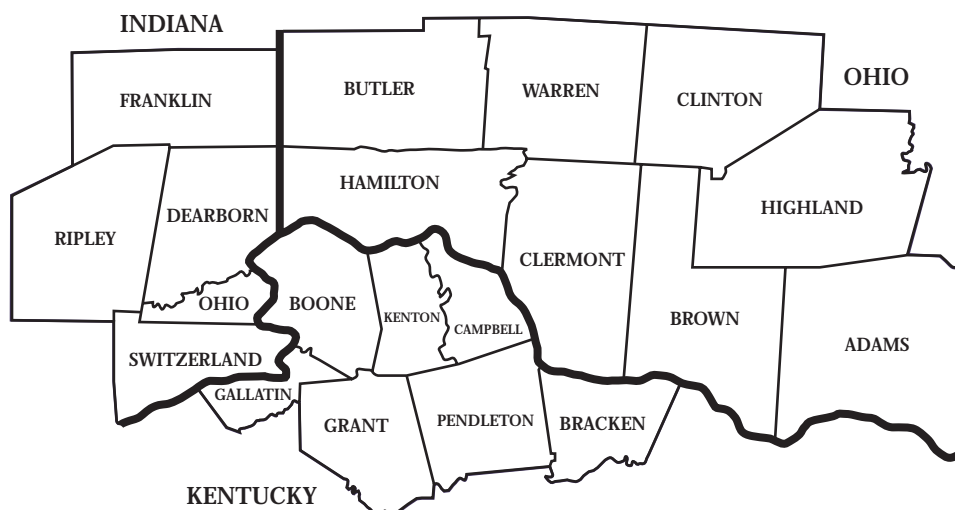 INDIANA
OHIO
BUTLER
WARREN
CLINTON
FRANKLIN
HAMILTON
HIGHLAND
DEARBORN
RIPLEY
CLERMONT
OHIO
BOONE
KENTON
CAMPBELL
BROWN
ADAMS
SWITZERLAND
GALLATIN
GRANT
PENDLETON
BRACKEN
KENTUCKY